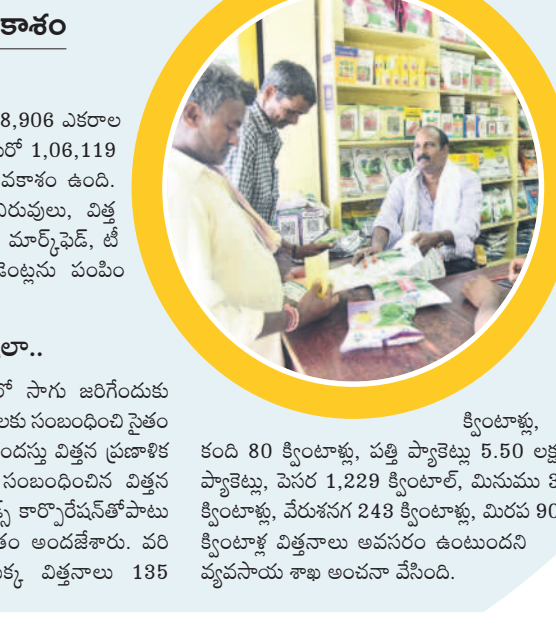 కాశం
8,906 ఎకరాల
రో 1,06,119
వకాశం ఉంది.
రువులు, విత్త
మార్క్‌ఫెడ్, టీ
డెంట్లను పంపిం
లా..
లో సాగు జరిగేందుకు
లకు సంబంధించి సైతం
ందస్తు విత్తన ప్రణాళిక
సంబంధించిన విత్తన
డ్స్ కార్పొరేషన్‌తోపాటు
తం అందజేశారు. వరి
క్క విత్తనాలు 135
క్వింటాళ్లు,
కంది 80 క్వింటాళ్లు, పత్తి ప్యాకెట్లు 5.50 లక్ష
ప్యాకెట్లు, పెసర 1,229 క్వింటాల్, మినుము 3
క్వింటాళ్లు, వేరుశనగ 243 క్వింటాళ్లు, మిరప 90
క్వింటాళ్ల విత్తనాలు అవసరం ఉంటుందని
వ్యవసాయ శాఖ అంచనా వేసింది.